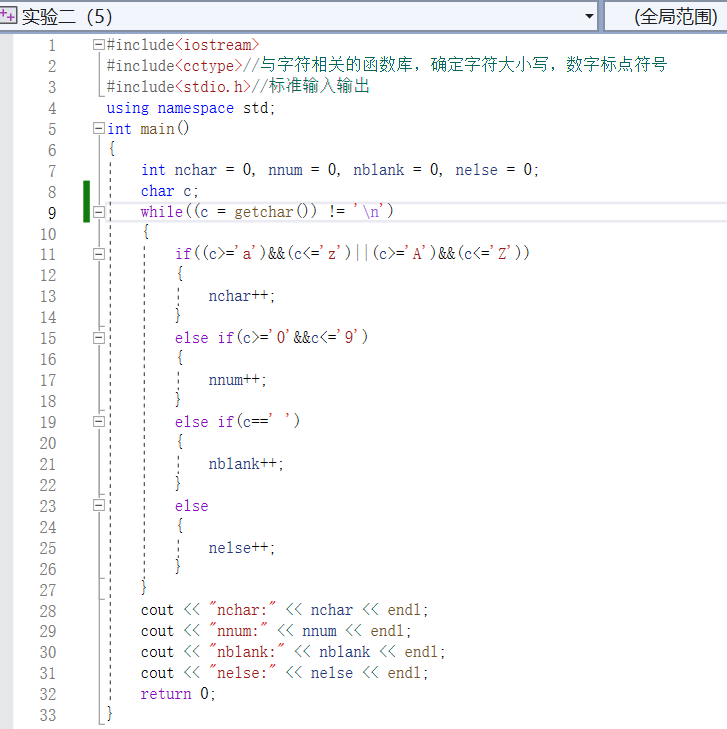 实验二（5） (全局范围)
1 #include<iostream>
2 #include<cctype>//与字符相关的函数库，确定字符大小写，数字标点符号
3 #include<stdio.h>//标准输入输出
4 using namespace std;
5 int main()
6 {
7 int nchar = 0, nnum = 0, nblank = 0, nelse = 0;
8 char c;
9 while((c = getchar()) != '\n')
10 {
11 if((c>='a')&&(c<='z')||(c>='A')&&(c<='Z'))
12 {
13 nchar++;
14 }
15 else if(c>='0'&&c<='9')
16 {
17 nnum++;
18 }
19 else if(c==' ')
20 {
21 nblank++;
22 }
23 else
24 {
25 nelse++;
26 }
27 }
28 cout << "nchar:" << nchar << endl;
29 cout << "nnum:" << nnum << endl;
30 cout << "nblank:" << nblank << endl;
31 cout << "nelse:" << nelse << endl;
32 return 0;
33 }